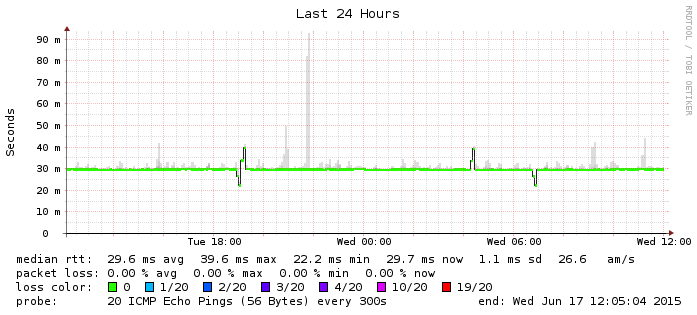 Last 24 Hours
RRDTOOL / TOBI OETIKER
Seconds
90 m
80 m
70 m
60 m
50 m
40 m
30 m
20 m
10 m
0
Tue 18:00 Wed 00:00 Wed 06:00 Wed 12:00
median rtt: 29.6 ms avg 39.6 ms max 22.2 ms min 29.7 ms now 1.1 ms sd 26.6 am/s
packet loss: 0.00 % avg 0.00 % max 0.00 % min 0.00 % now
loss color: 0 1/20 2/20 3/20 4/20 10/20 19/20
probe: 20 ICMP Echo Pings (56 Bytes) every 300s end: Wed Jun 17 12:05:04 2015